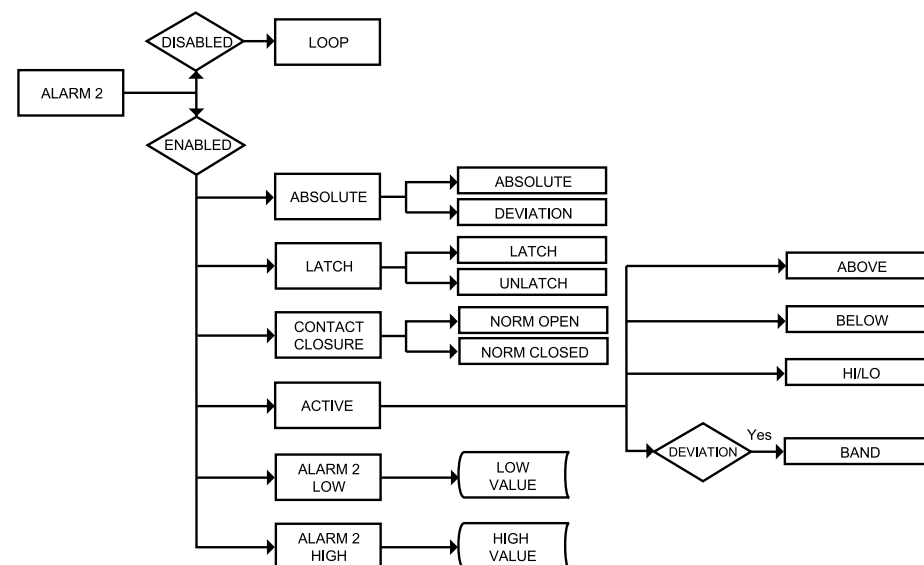 DISABLED
LOOP
ALARM 2
ENABLED
ABSOLUTE
ABSOLUTE
DEVIATION
LATCH
LATCH
UNLATCH
CONTACT
CLOSURE
NORM OPEN
NORM CLOSED
ACTIVE
ABOVE
BELOW
HI/LO
DEVIATION
Yes
BAND
ALARM 2
LOW
LOW
VALUE
ALARM 2
HIGH
HIGH
VALUE